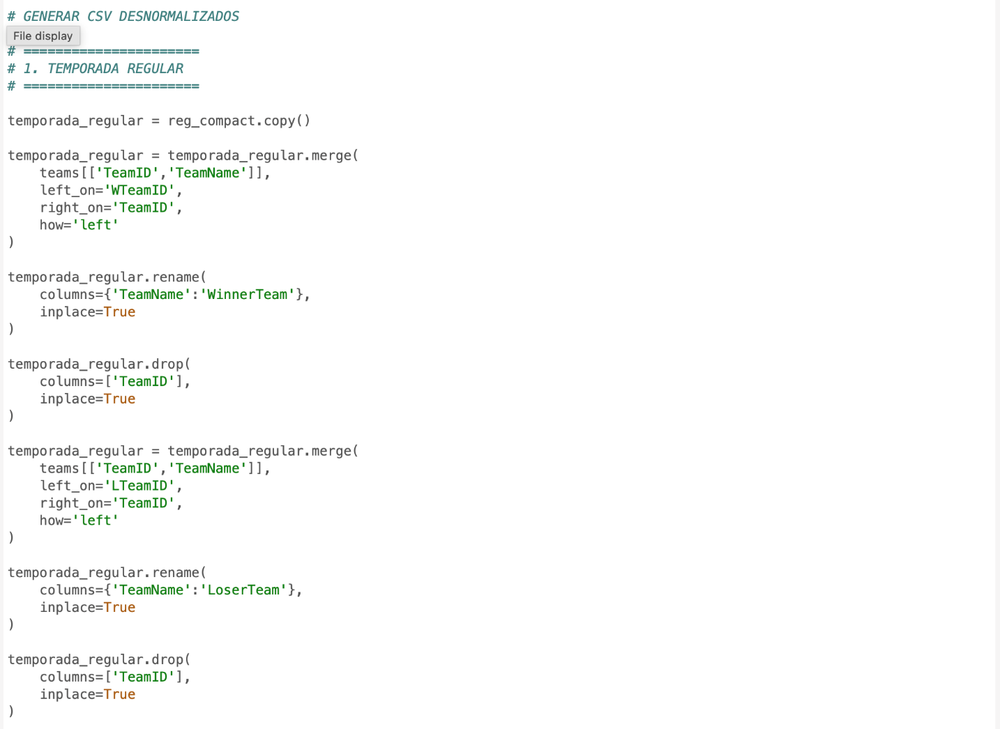 # GENERAR CSV DESNORMALIZADOS
File display
# ======================
# 1. TEMPORADA REGULAR
# ======================
temporada_regular = reg_compact.copy()
temporada_regular = temporada_regular.merge(
    teams[['TeamID','TeamName']],
    left_on='WTeamID',
    right_on='TeamID',
    how='left'
)
temporada_regular.rename(
    columns={'TeamName':'WinnerTeam'},
    inplace=True
)
temporada_regular.drop(
    columns=['TeamID'],
    inplace=True
)
temporada_regular = temporada_regular.merge(
    teams[['TeamID','TeamName']],
    left_on='LTeamID',
    right_on='TeamID',
    how='left'
)
temporada_regular.rename(
    columns={'TeamName':'LoserTeam'},
    inplace=True
)
temporada_regular.drop(
    columns=['TeamID'],
    inplace=True
)